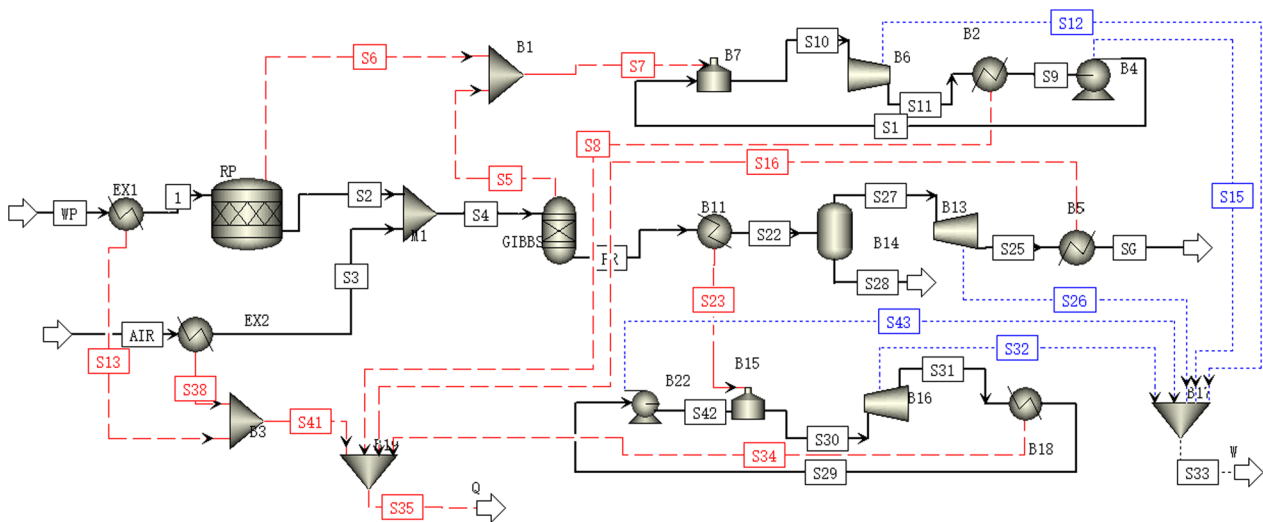 S12
B1
S6
B7
S10
B6
B2
S7
S9
B4
S11
S1
S8
S16
RP
EX1
1
S5
S15
WP
S2
S4
M1
GIBBS
S27
B13
B5
B11
S22
B14
S25
SG
S3
S28
S23
S26
AIR
EX2
S43
S13
S32
S38
B15
S31
B22
S42
B16
S41
B3
S30
S34
B18
S29
S33
W
S35
Q